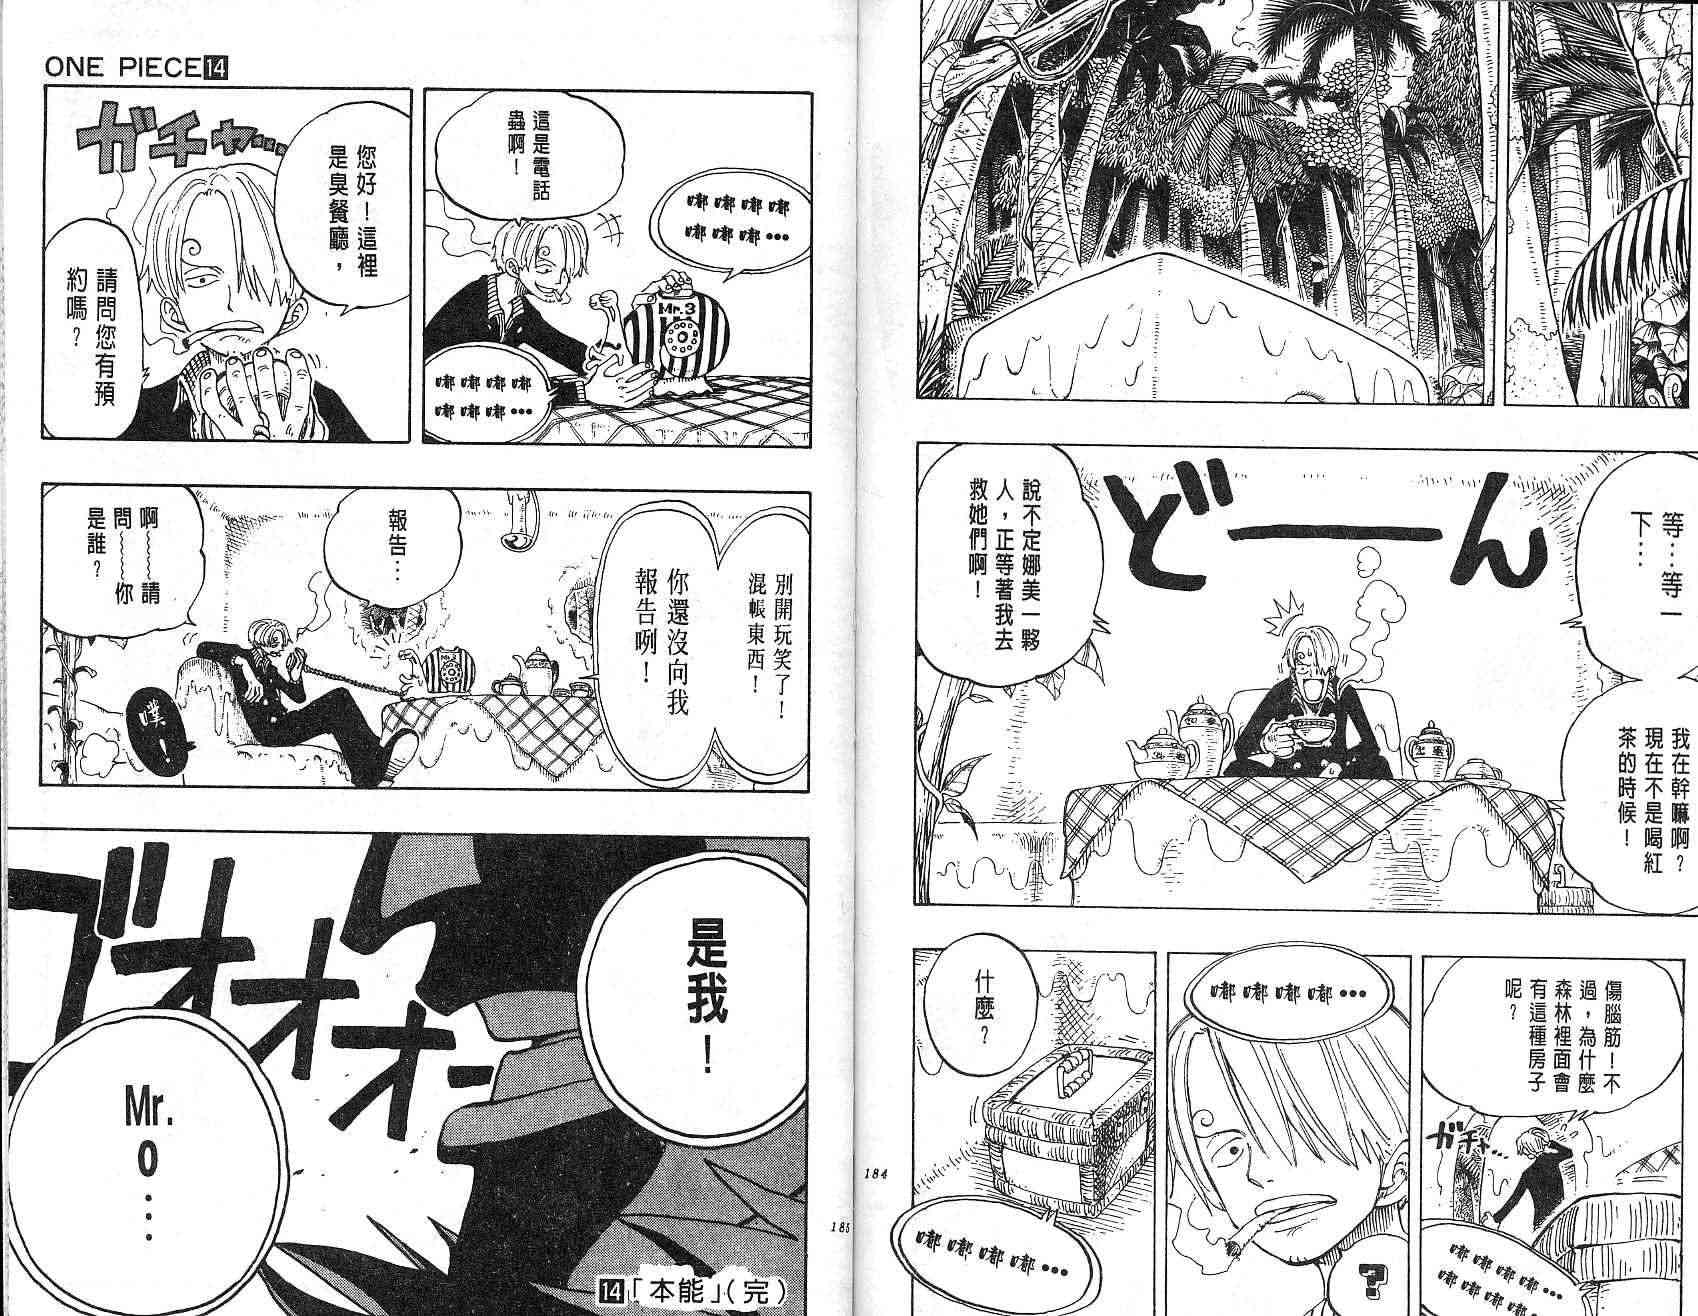 等…等一
下…
我在幹嘛啊?
現在不是喝紅
茶的時候!
ど——ん
說不定娜美一夥
人,正等著我去
救她們啊!
傷腦筋!不
過,為什麼
森林裡面會
有這種房子
呢?
ガチャ…
嘟嘟嘟嘟…
嘟嘟嘟嘟…
嘟嘟嘟嘟…
?
什麼?
嘟嘟嘟嘟…
184
ONE PIECE14
嘟嘟嘟嘟
嘟嘟嘟…
這是電話
蟲啊!
Mr.3
嘟嘟嘟嘟
嘟嘟嘟…
ガチャ…
您好!這裡
是臭餐廳,
請問您有預
約嗎?
別開玩笑了!
混帳東西!
你還沒向我
報告咧!
報告…
啊~~~請
問~~~你
是誰?
噗!
是我!
ゴオオオオー
Mr.
0
……
185
14「本能」(完)